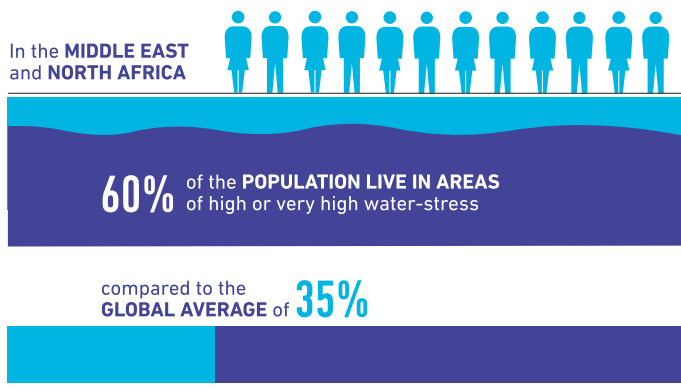 In the MIDDLE EAST
and NORTH AFRICA
60% of the POPULATION LIVE IN AREAS
of high or very high water-stress
compared to the
GLOBAL AVERAGE of 35%